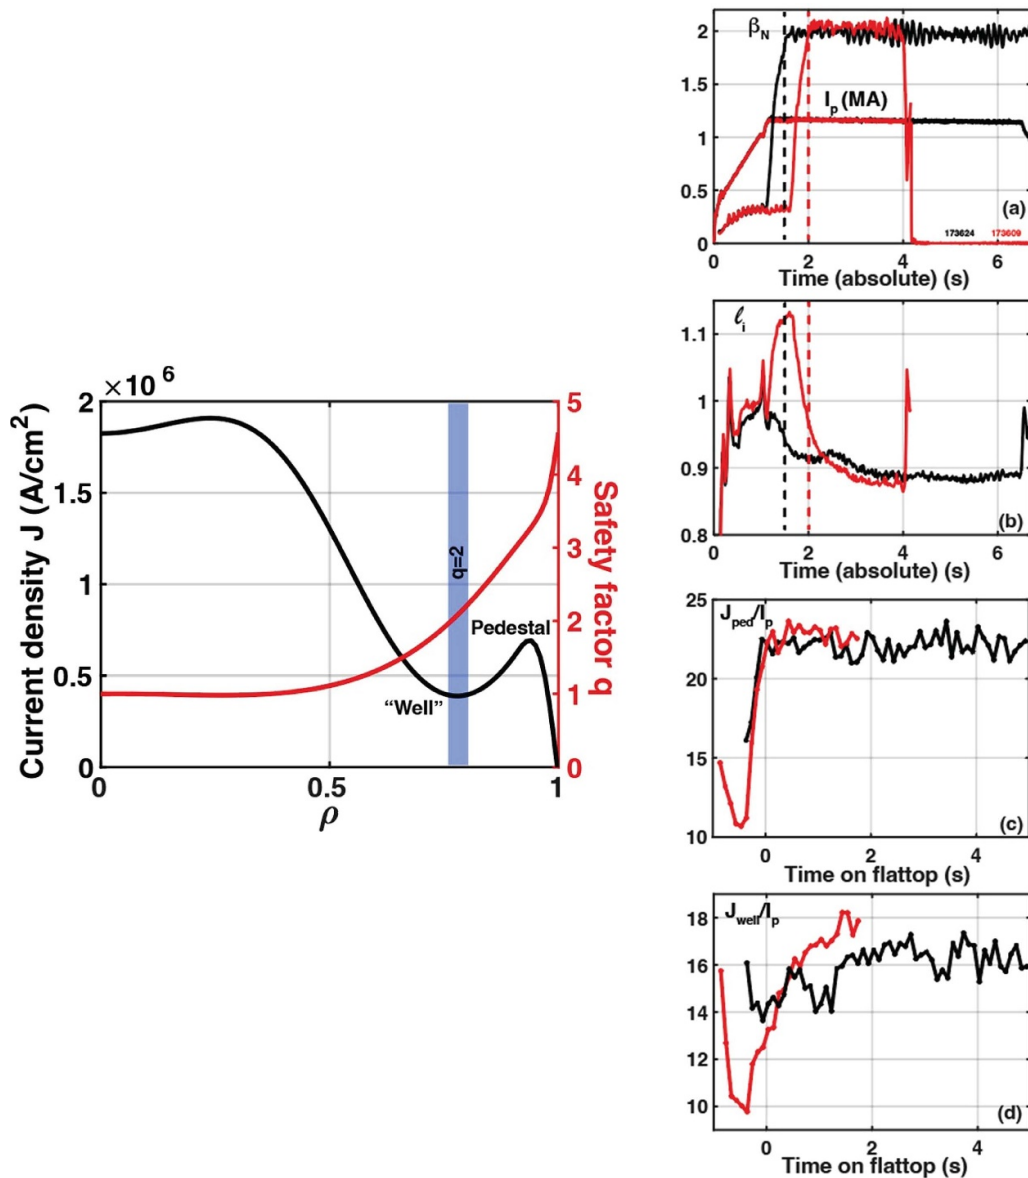 × 10⁶
2
1.5
1
0.5
0
Current density J (A/cm²)
5
4
3
2
1
0
Safety factor q
q=2
Pedestal
“Well”
0
0.5
1
ρ
2
1.5
1
0.5
0
β_N
I_p (MA)
(a)
173624 173609
0 2 4 6
Time (absolute) (s)
1.1
1
0.9
0.8
ℓ_i
(b)
0 2 4 6
Time (absolute) (s)
25
20
15
10
J_ped/I_p
(c)
0 2 4
Time on flattop (s)
18
16
14
12
10
J_well/I_p
(d)
0 2 4
Time on flattop (s)